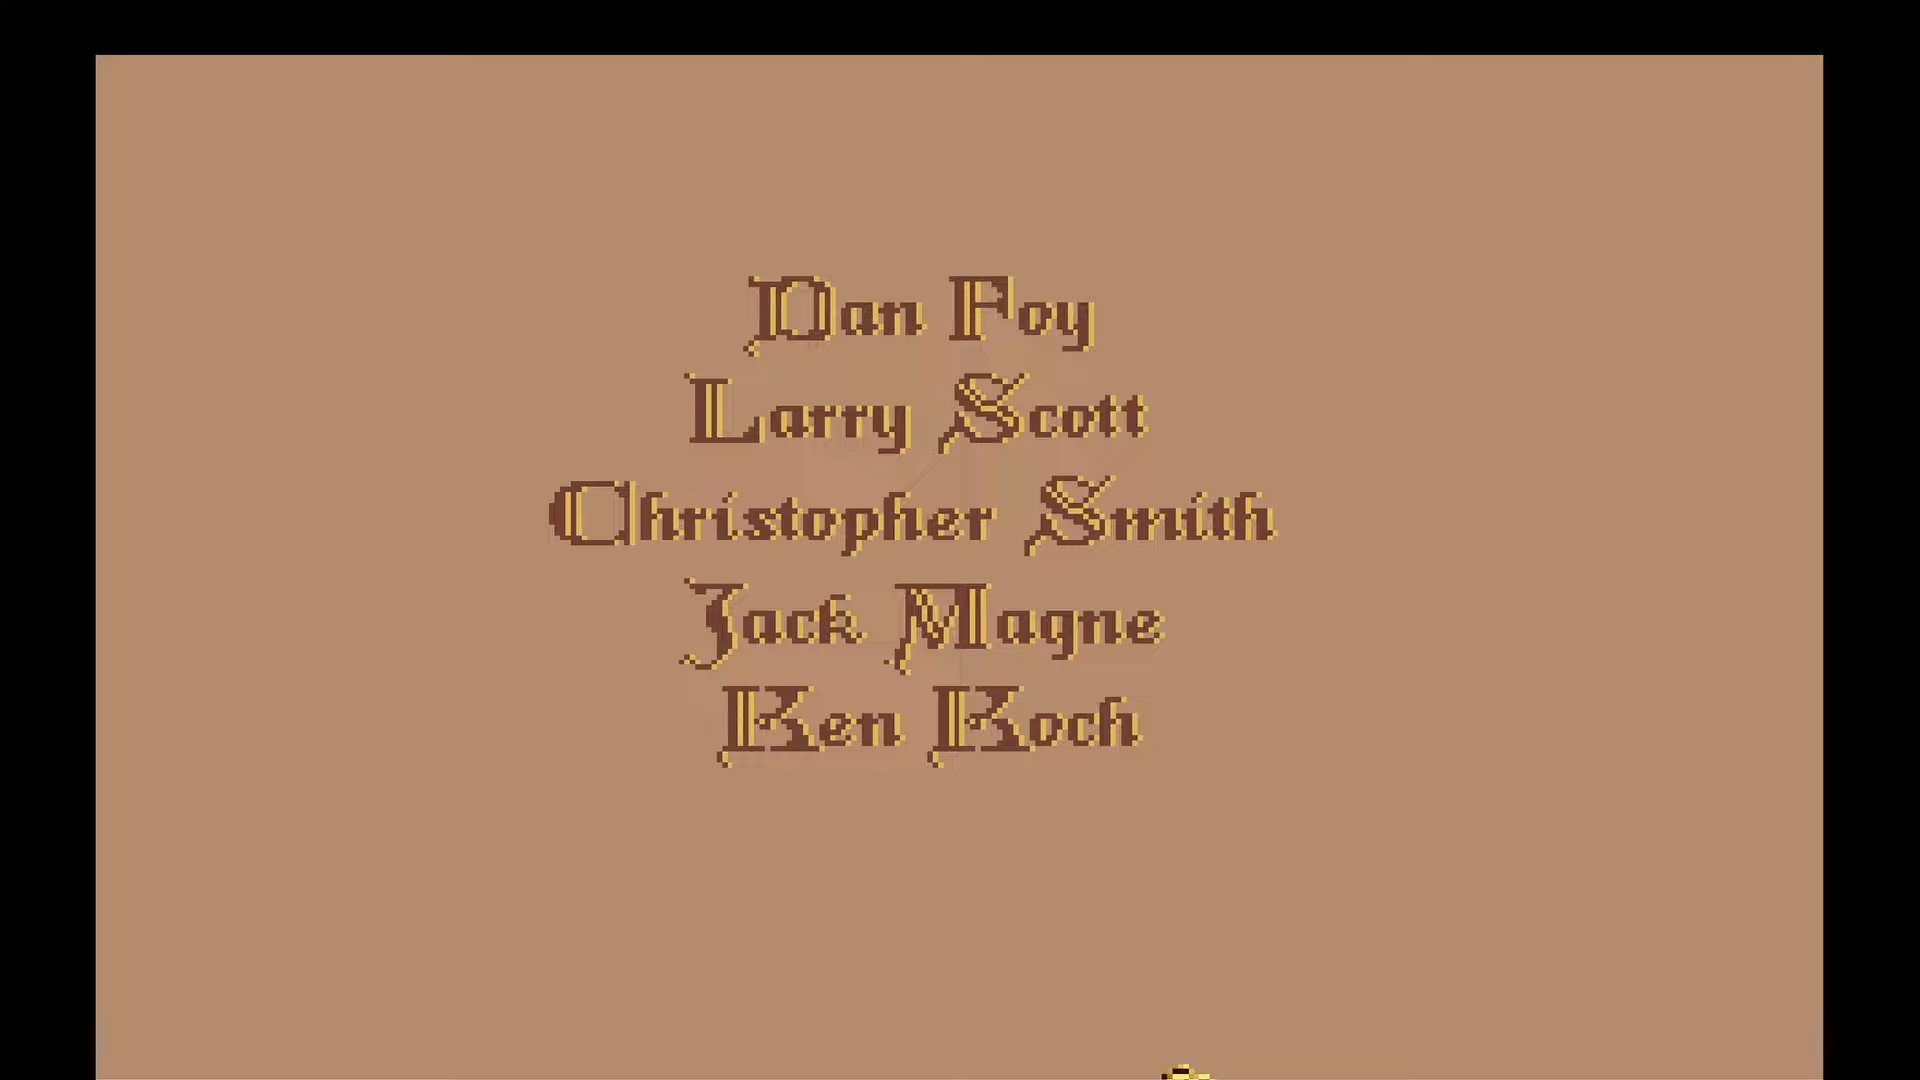 Dan Foy
Larry Scott
Christopher Smith
Jack Magne
Ken Koch